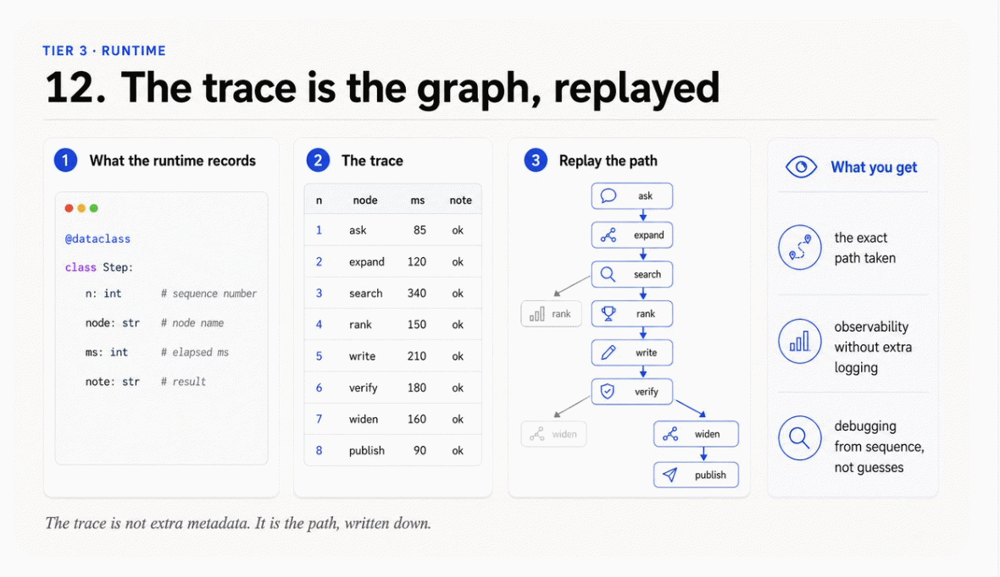 TIER 3 · RUNTIME
12. The trace is the graph, replayed
1 What the runtime records
@dataclass
class Step:
n: int # sequence number
node: str # node name
ms: int # elapsed ms
note: str # result
2 The trace
n node ms note
1 ask 85 ok
2 expand 120 ok
3 search 340 ok
4 rank 150 ok
5 write 210 ok
6 verify 180 ok
7 widen 160 ok
8 publish 90 ok
3 Replay the path
ask
expand
search
rank rank
write
verify
widen widen
publish
What you get
the exact
path taken
observability
without extra
logging
debugging
from sequence,
not guesses
The trace is not extra metadata. It is the path, written down.